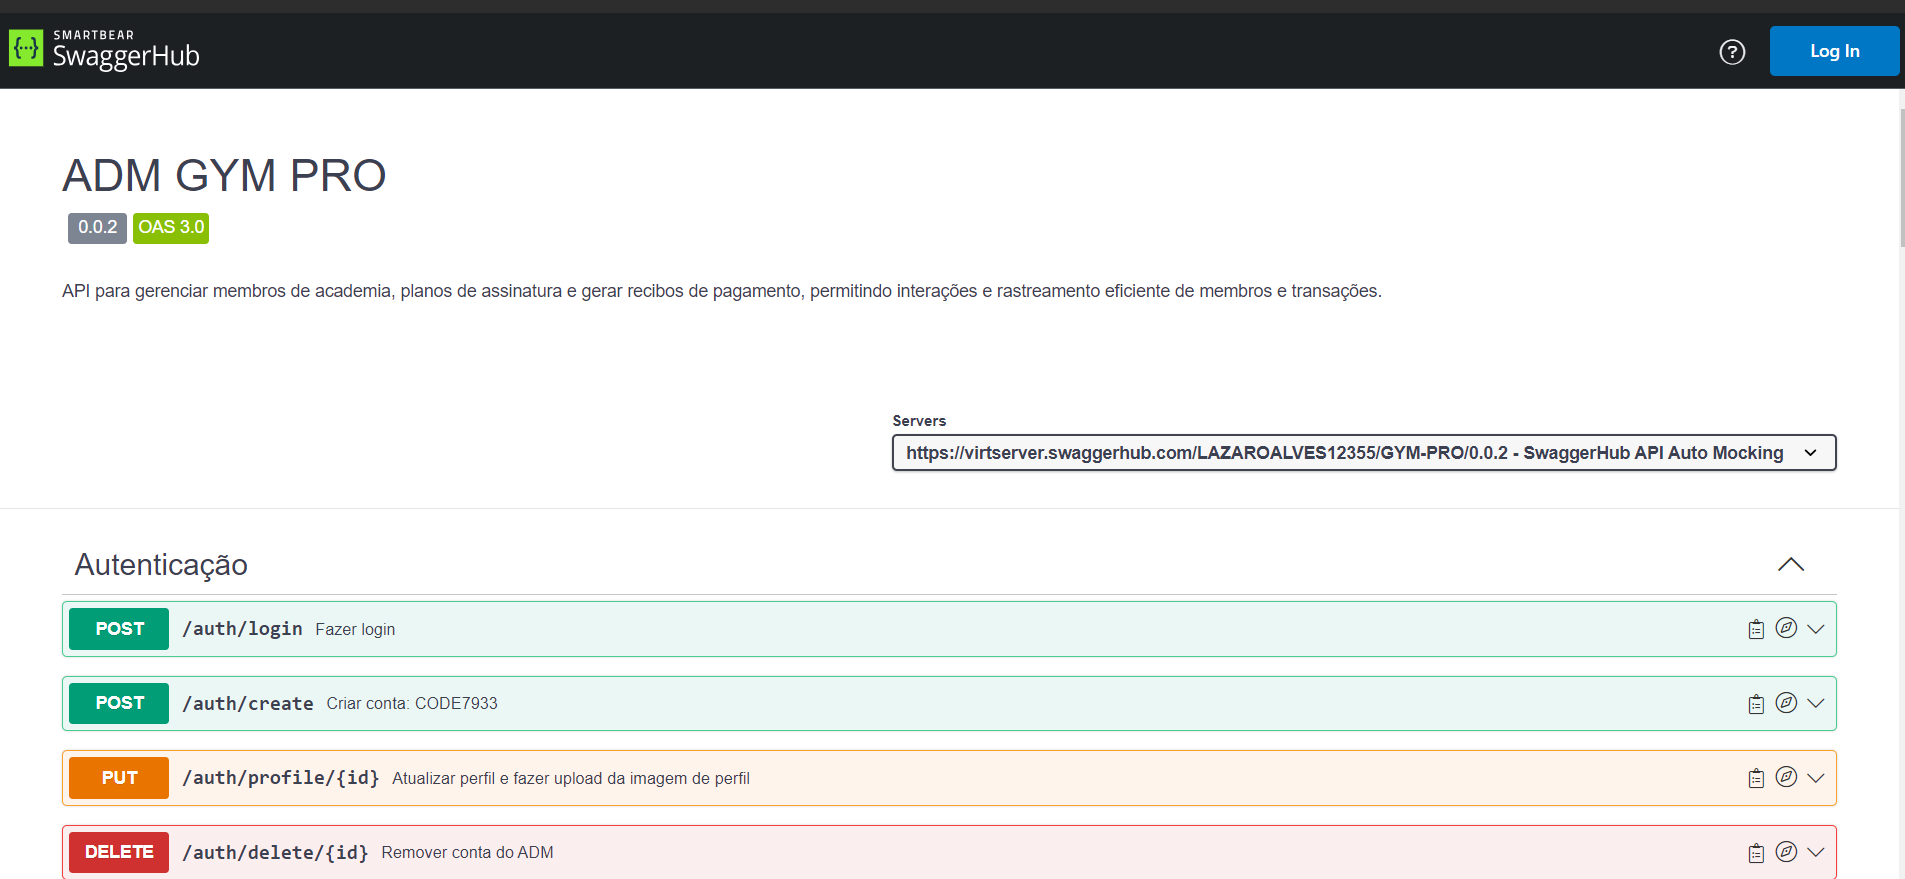 SMARTBEAR
SwaggerHub
Log In
ADM GYM PRO
0.0.2 OAS 3.0
API para gerenciar membros de academia, planos de assinatura e gerar recibos de pagamento, permitindo interações e rastreamento eficiente de membros e transações.
Servers
https://virtserver.swaggerhub.com/LAZAROALVES12355/GYM-PRO/0.0.2 - SwaggerHub API Auto Mocking
Autenticação
POST /auth/login Fazer login
POST /auth/create Criar conta: CODE7933
PUT /auth/profile/{id} Atualizar perfil e fazer upload da imagem de perfil
DELETE /auth/delete/{id} Remover conta do ADM